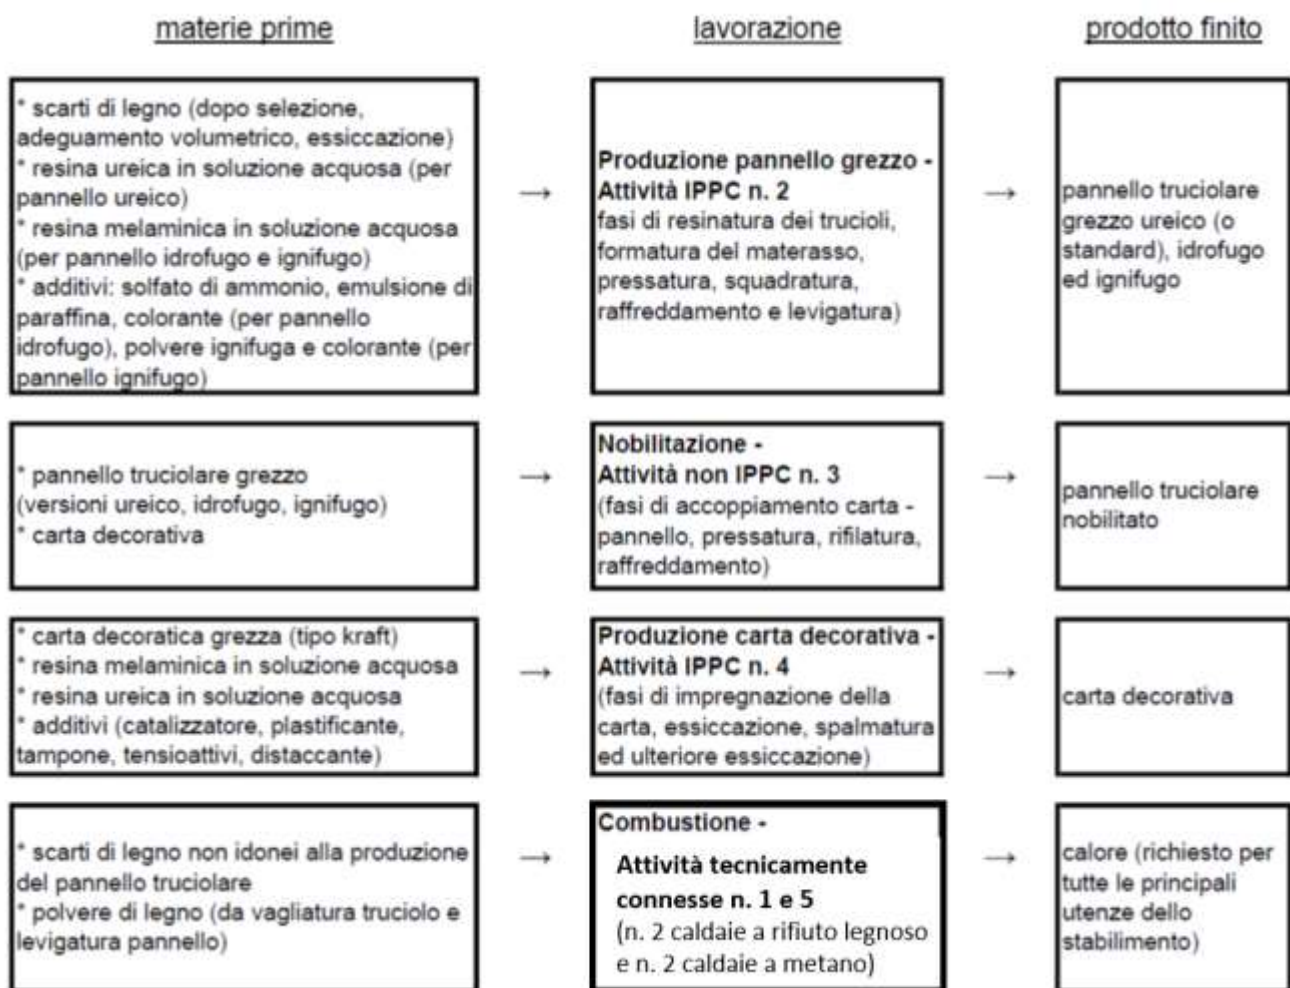 materie prime
lavorazione
prodotto finito
* scarti di legno (dopo selezione,
adeguamento volumetrico, essiccazione)
* resina ureica in soluzione acquosa (per
pannello ureico)
* resina melaminica in soluzione acquosa
(per pannello idrofugo e ignifugo)
* additivi: solfato di ammonio, emulsione di
paraffina, colorante (per pannello
idrofugo), polvere ignifuga e colorante (per
pannello ignifugo)
→
Produzione pannello grezzo -
Attività IPPC n. 2
fasi di resinatura dei trucioli,
formatura del materasso,
pressatura, squadratura,
raffreddamento e levigatura)
→
pannello truciolare
grezzo ureico (o
standard), idrofugo
ed ignifugo
* pannello truciolare grezzo
(versioni ureico, idrofugo, ignifugo)
* carta decorativa
→
Nobilitazione -
Attività non IPPC n. 3
(fasi di accoppiamento carta -
pannello, pressatura, rifilatura,
raffreddamento)
→
pannello truciolare
nobilitato
* carta decoratica grezza (tipo kraft)
* resina melaminica in soluzione acquosa
* resina ureica in soluzione acquosa
* additivi (catalizzatore, plastificante,
tampone, tensioattivi, distaccante)
→
Produzione carta decorativa -
Attività IPPC n. 4
(fasi di impregnazione della
carta, essiccazione, spalmatura
ed ulteriore essiccazione)
→
carta decorativa
* scarti di legno non idonei alla produzione
del pannello truciolare
* polvere di legno (da vagliatura truciolo e
levigatura pannello)
→
Combustione -
Attività tecnicamente
connesse n. 1 e 5
(n. 2 caldaie a rifiuto legnoso
e n. 2 caldaie a metano)
→
calore (richiesto per
tutte le principali
utenze dello
stabilimento)